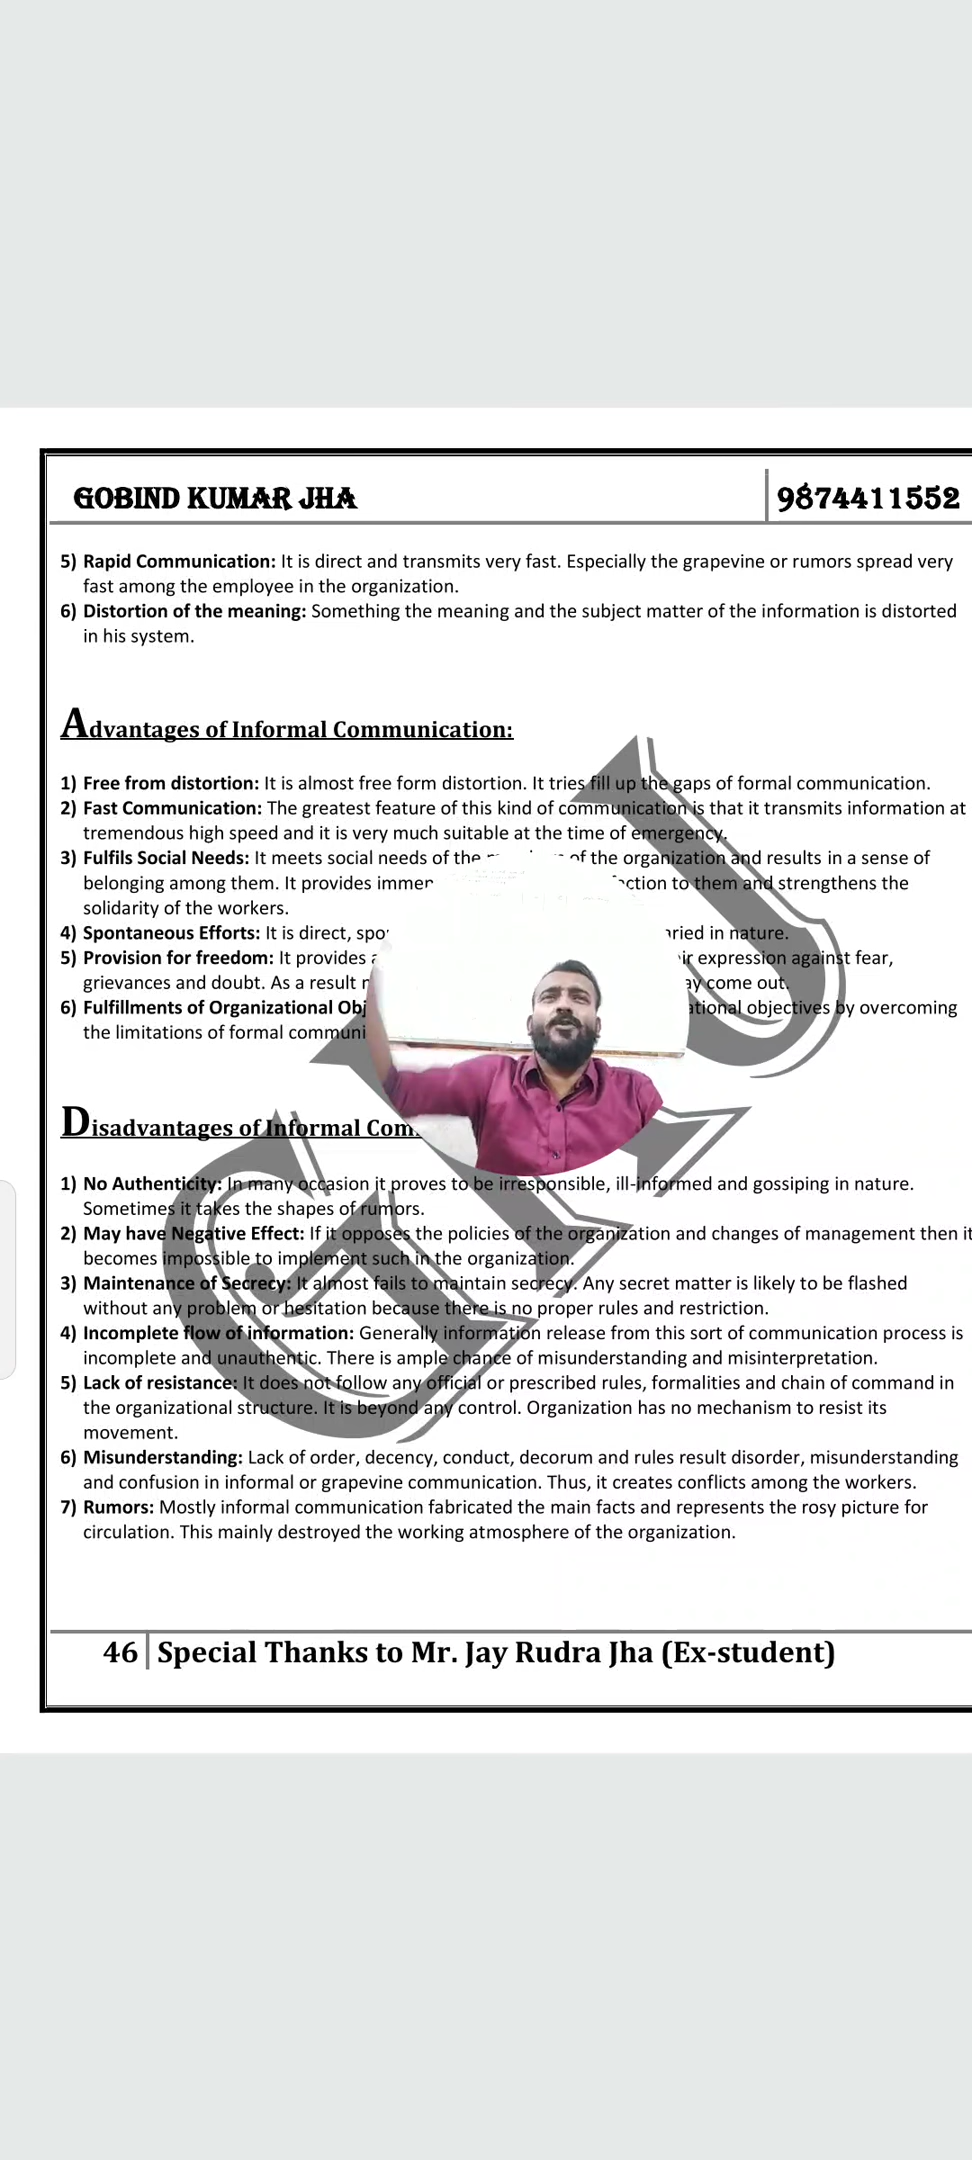 GOBIND KUMAR JHA
9874411552
5) Rapid Communication: It is direct and transmits very fast. Especially the grapevine or rumors spread very
fast among the employee in the organization.
6) Distortion of the meaning: Something the meaning and the subject matter of the information is distorted
in his system.
Advantages of Informal Communication:
1) Free from distortion: It is almost free form distortion. It tries fill up the gaps of formal communication.
2) Fast Communication: The greatest feature of this kind of communication is that it transmits information at
tremendous high speed and it is very much suitable at the time of emergency.
3) Fulfils Social Needs: It meets social needs of the of the organization and results in a sense of
belonging among them. It provides to them and strengthens the
solidarity of the workers.
4) Spontaneous Efforts: It is direct, in nature.
5) Provision for freedom: It provides expression against fear,
grievances and doubt. As a result come out.
6) Fulfillments of Organizational objectives by overcoming
the limitations of formal
Disadvantages of Informal
1) No Authenticity: In many occasion it proves to be irresponsible, ill-informed and gossiping in nature.
Sometimes it takes the shapes of rumors.
2) May have Negative Effect: If it opposes the policies of the organization and changes of management then it
becomes impossible to implement such in the organization.
3) Maintenance of Secrecy: It almost fails to maintain secrecy. Any secret matter is likely to be flashed
without any problem or hesitation because there is no proper rules and restriction.
4) Incomplete flow of information: Generally information release from this sort of communication process is
incomplete and unauthentic. There is ample chance of misunderstanding and misinterpretation.
5) Lack of resistance: It does not follow any official or prescribed rules, formalities and chain of command in
the organizational structure. It is beyond any control. Organization has no mechanism to resist its
movement.
6) Misunderstanding: Lack of order, decency, conduct, decorum and rules result disorder, misunderstanding
and confusion in informal or grapevine communication. Thus, it creates conflicts among the workers.
7) Rumors: Mostly informal communication fabricated the main facts and represents the rosy picture for
circulation. This mainly destroyed the working atmosphere of the organization.
46 Special Thanks to Mr. Jay Rudra Jha (Ex-student)